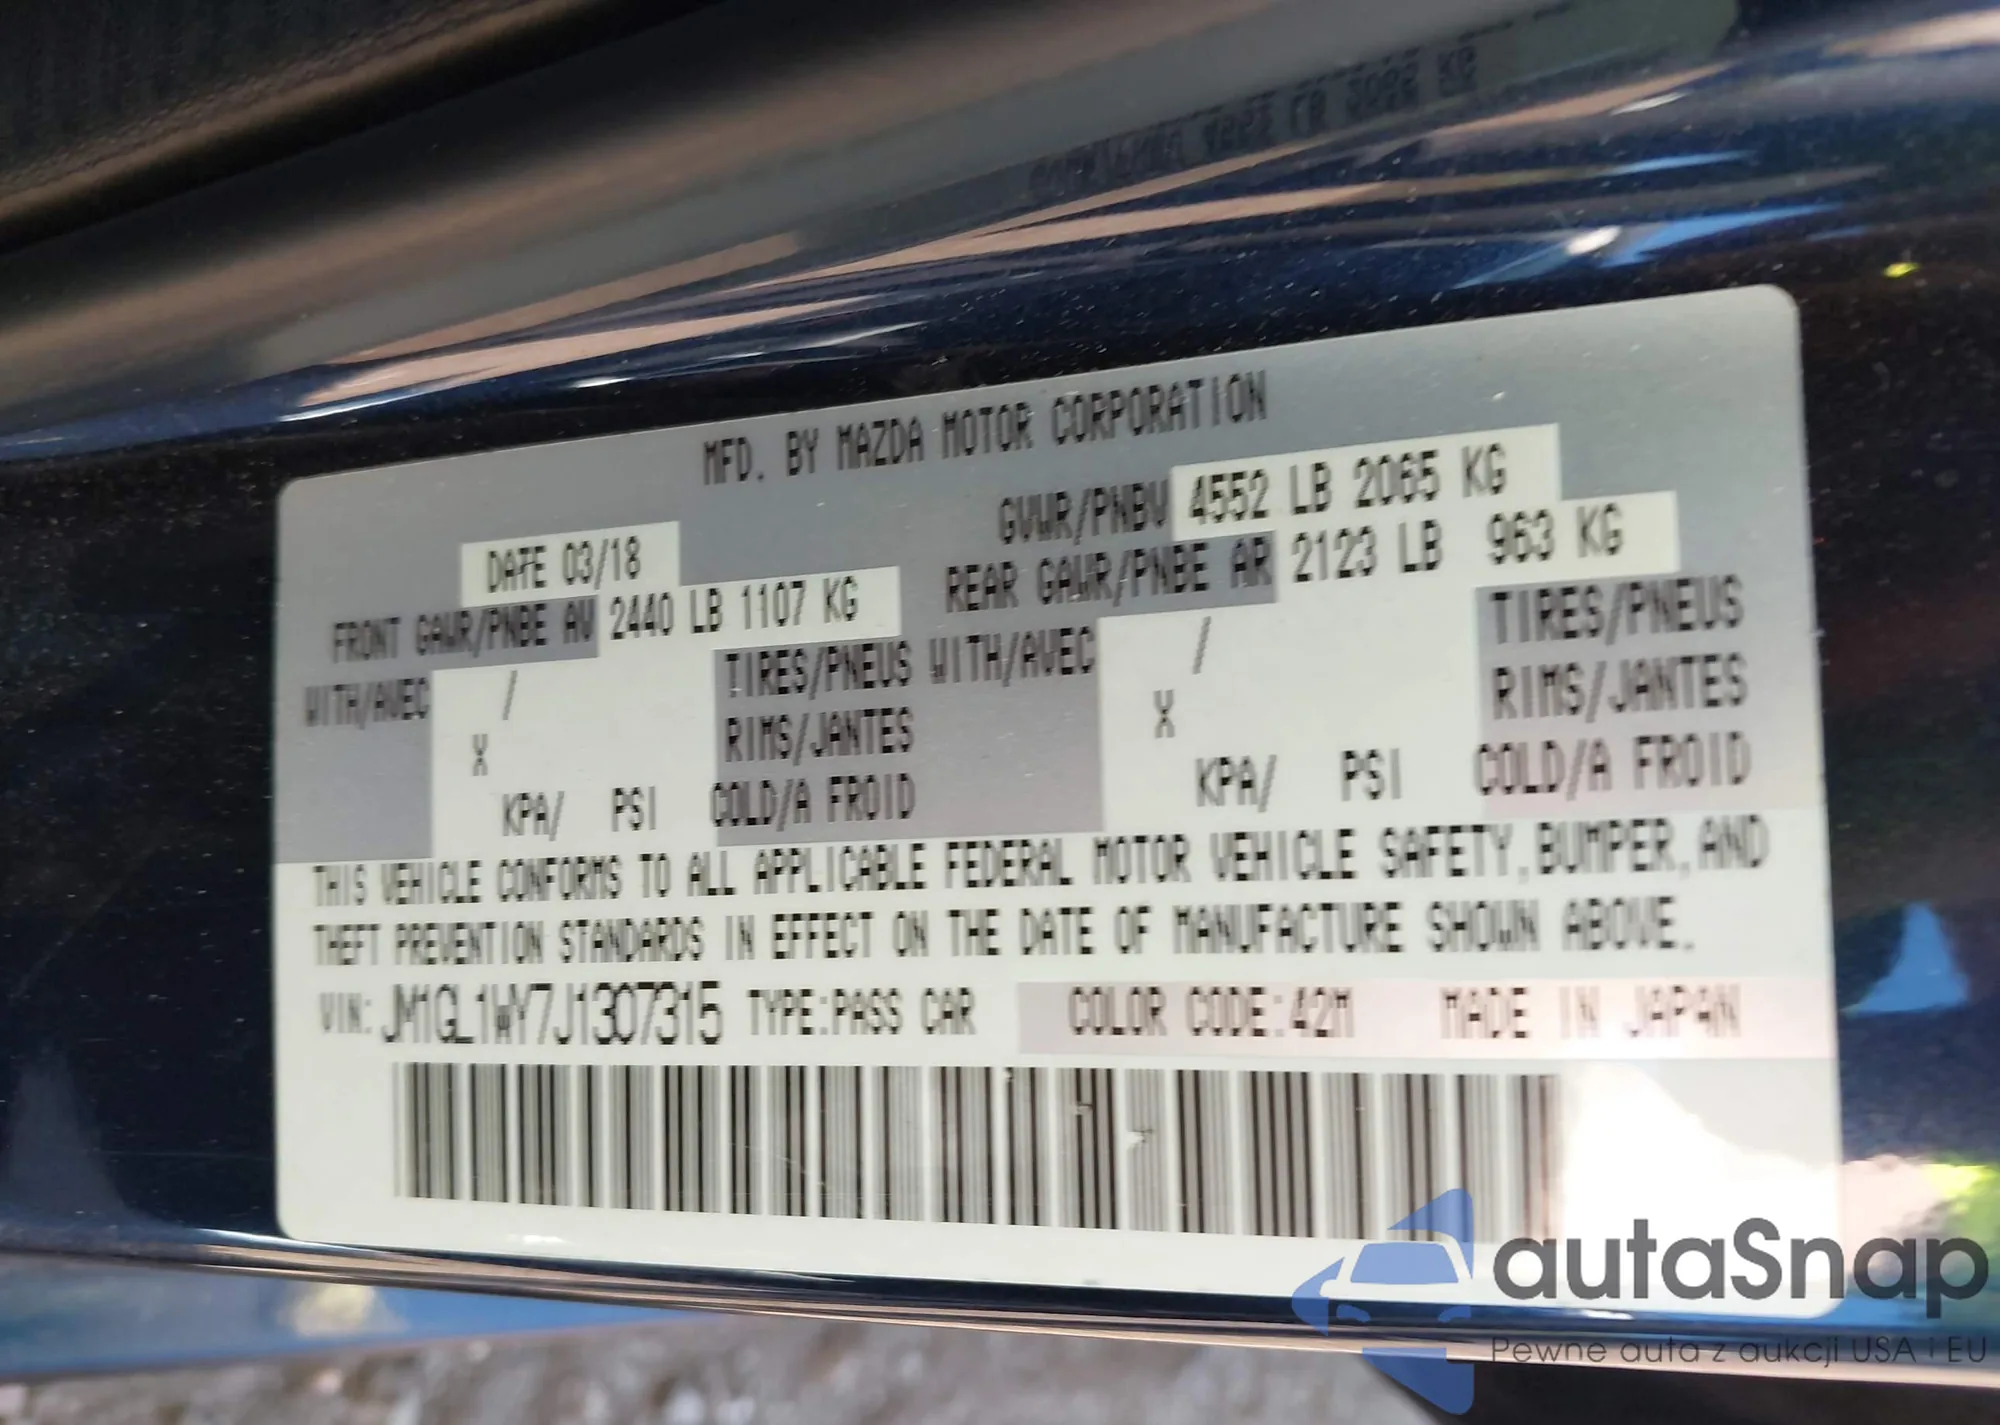 MFD. BY MAZDA MOTOR CORPORATION
DATE 03/18
GVWR/PNBV 4552 LB 2065 KG
FRONT GAWR/PNBE AV 2440 LB 1107 KG
REAR GAWR/PNBE AR 2123 LB 963 KG
WITH/AVEC / TIRES/PNEUS WITH/AVEC / TIRES/PNEUS
X RIMS/JANTES X RIMS/JANTES
KPA/ PSI COLD/A FROID KPA/ PSI COLD/A FROID
THIS VEHICLE CONFORMS TO ALL APPLICABLE FEDERAL MOTOR VEHICLE SAFETY, BUMPER, AND
THEFT PREVENTION STANDARDS IN EFFECT ON THE DATE OF MANUFACTURE SHOWN ABOVE.
VIN: JM1GL1WY7J1307315 TYPE:PASS CAR COLOR CODE:42M MADE IN JAPAN
autaSnap
Pewne auta z aukcji USA i EU